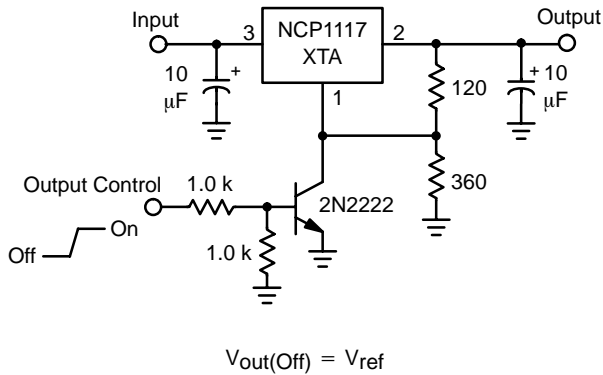 Input
Output
3
NCP1117
XTA
2
1
10
μF
+
120
+
10
μF
360
Output Control
1.0 k
2N2222
On
Off
1.0 k
Vout(Off) = Vref